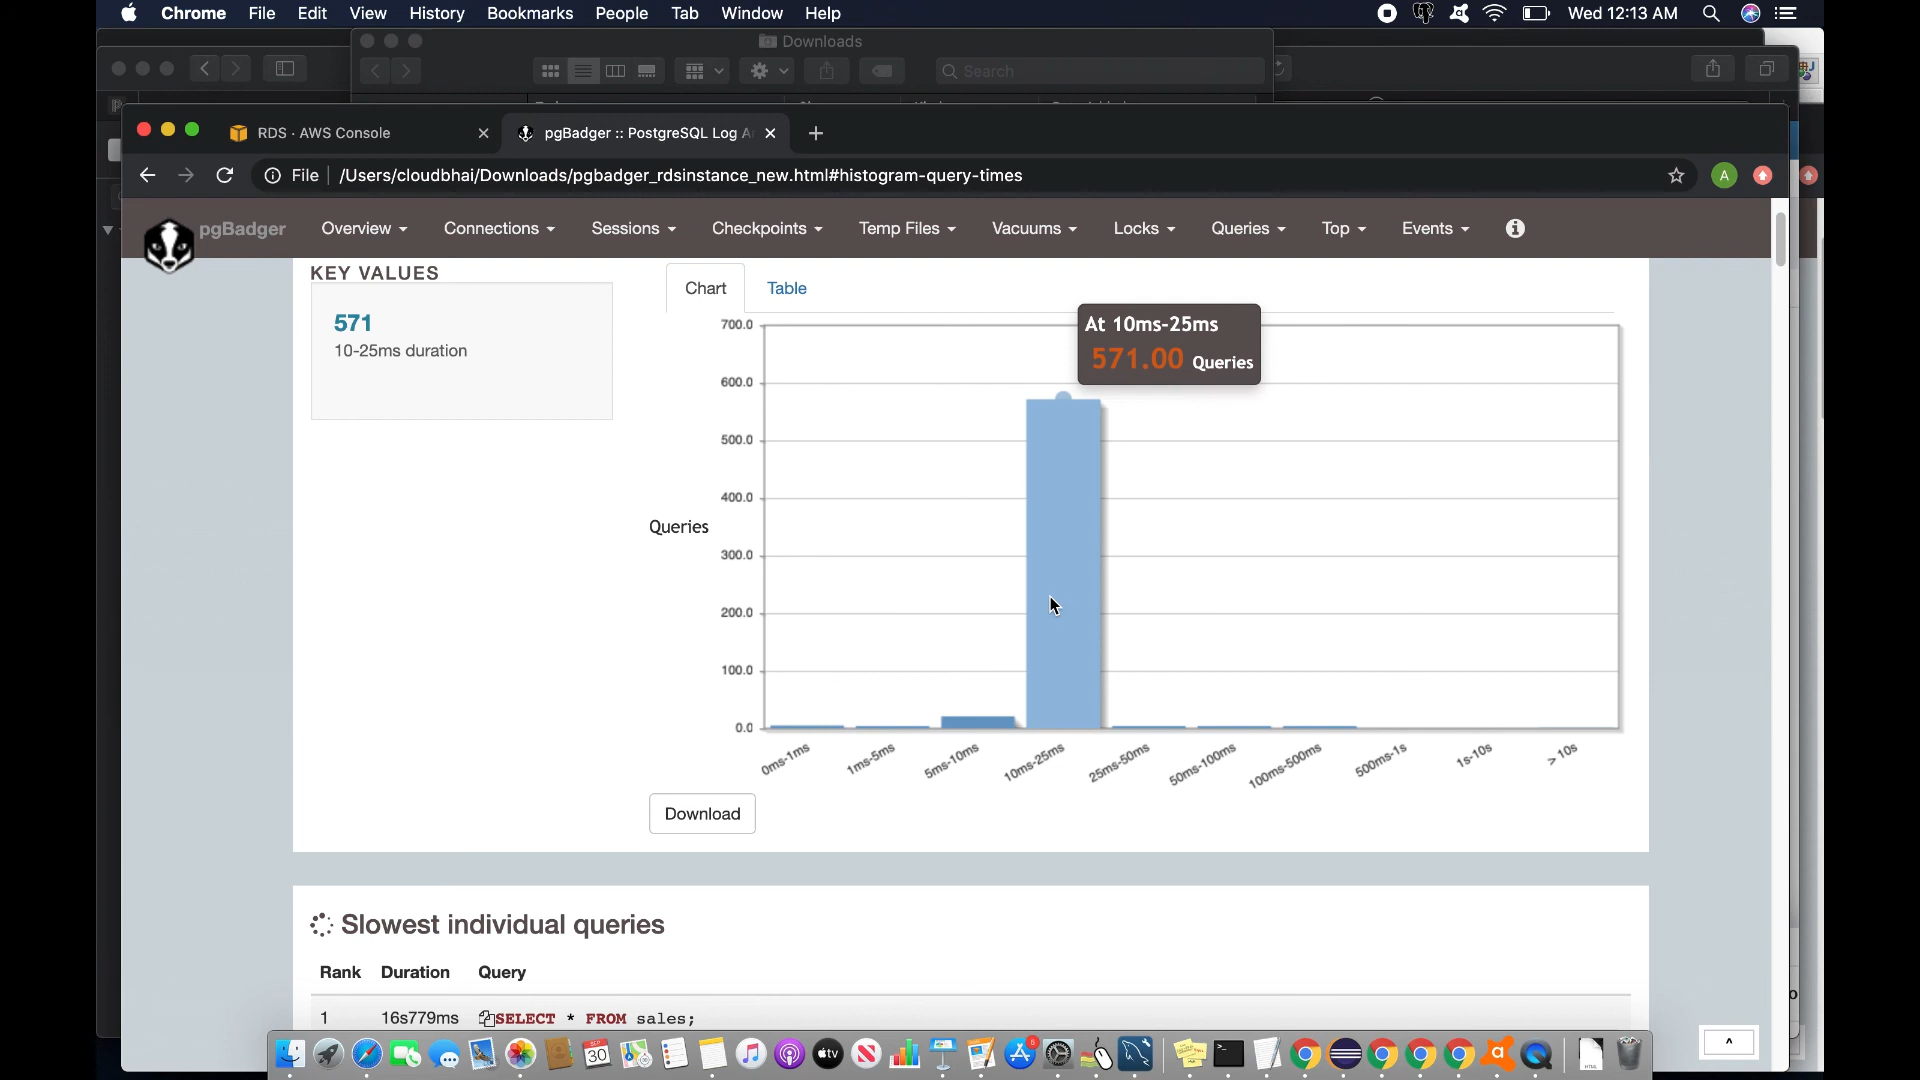 Chrome File Edit View History Bookmarks People Tab Window Help Wed 12:13 AM
Downloads
Search
RDS · AWS Console pgBadger :: PostgreSQL Log
File /Users/cloudbhai/Downloads/pgbadger_rdsinstance_new.html#histogram-query-times A
pgBadger Overview Connections Sessions Checkpoints Temp Files Vacuums Locks Queries Top Events
KEY VALUES
571
10-25ms duration
Chart Table
At 10ms-25ms
571.00 Queries
700.0
600.0
500.0
400.0
Queries
300.0
200.0
100.0
0.0
0ms-1ms 1ms-5ms 5ms-10ms 10ms-25ms 25ms-50ms 50ms-100ms 100ms-500ms 500ms-1s 1s-10s > 10s
Download
Slowest individual queries
Rank Duration Query
1 16s779ms SELECT * FROM sales;
SEP
30
tv
6
HTML